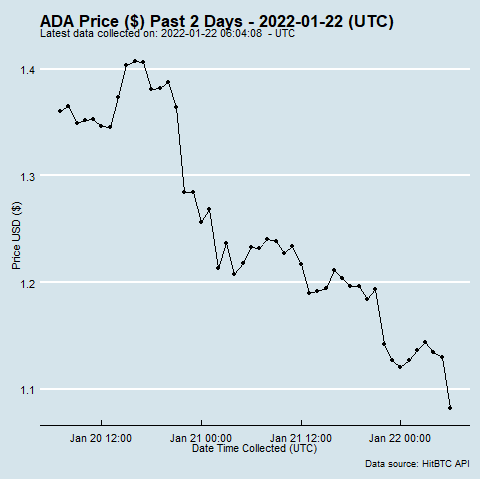 ADA Price ($) Past 2 Days - 2022-01-22 (UTC)
Latest data collected on: 2022-01-22 06:04:08 - UTC
1.4
1.3
1.2
1.1
Price USD ($)
Jan 20 12:00
Jan 21 00:00
Jan 21 12:00
Jan 22 00:00
Date Time Collected (UTC)
Data source: HitBTC API